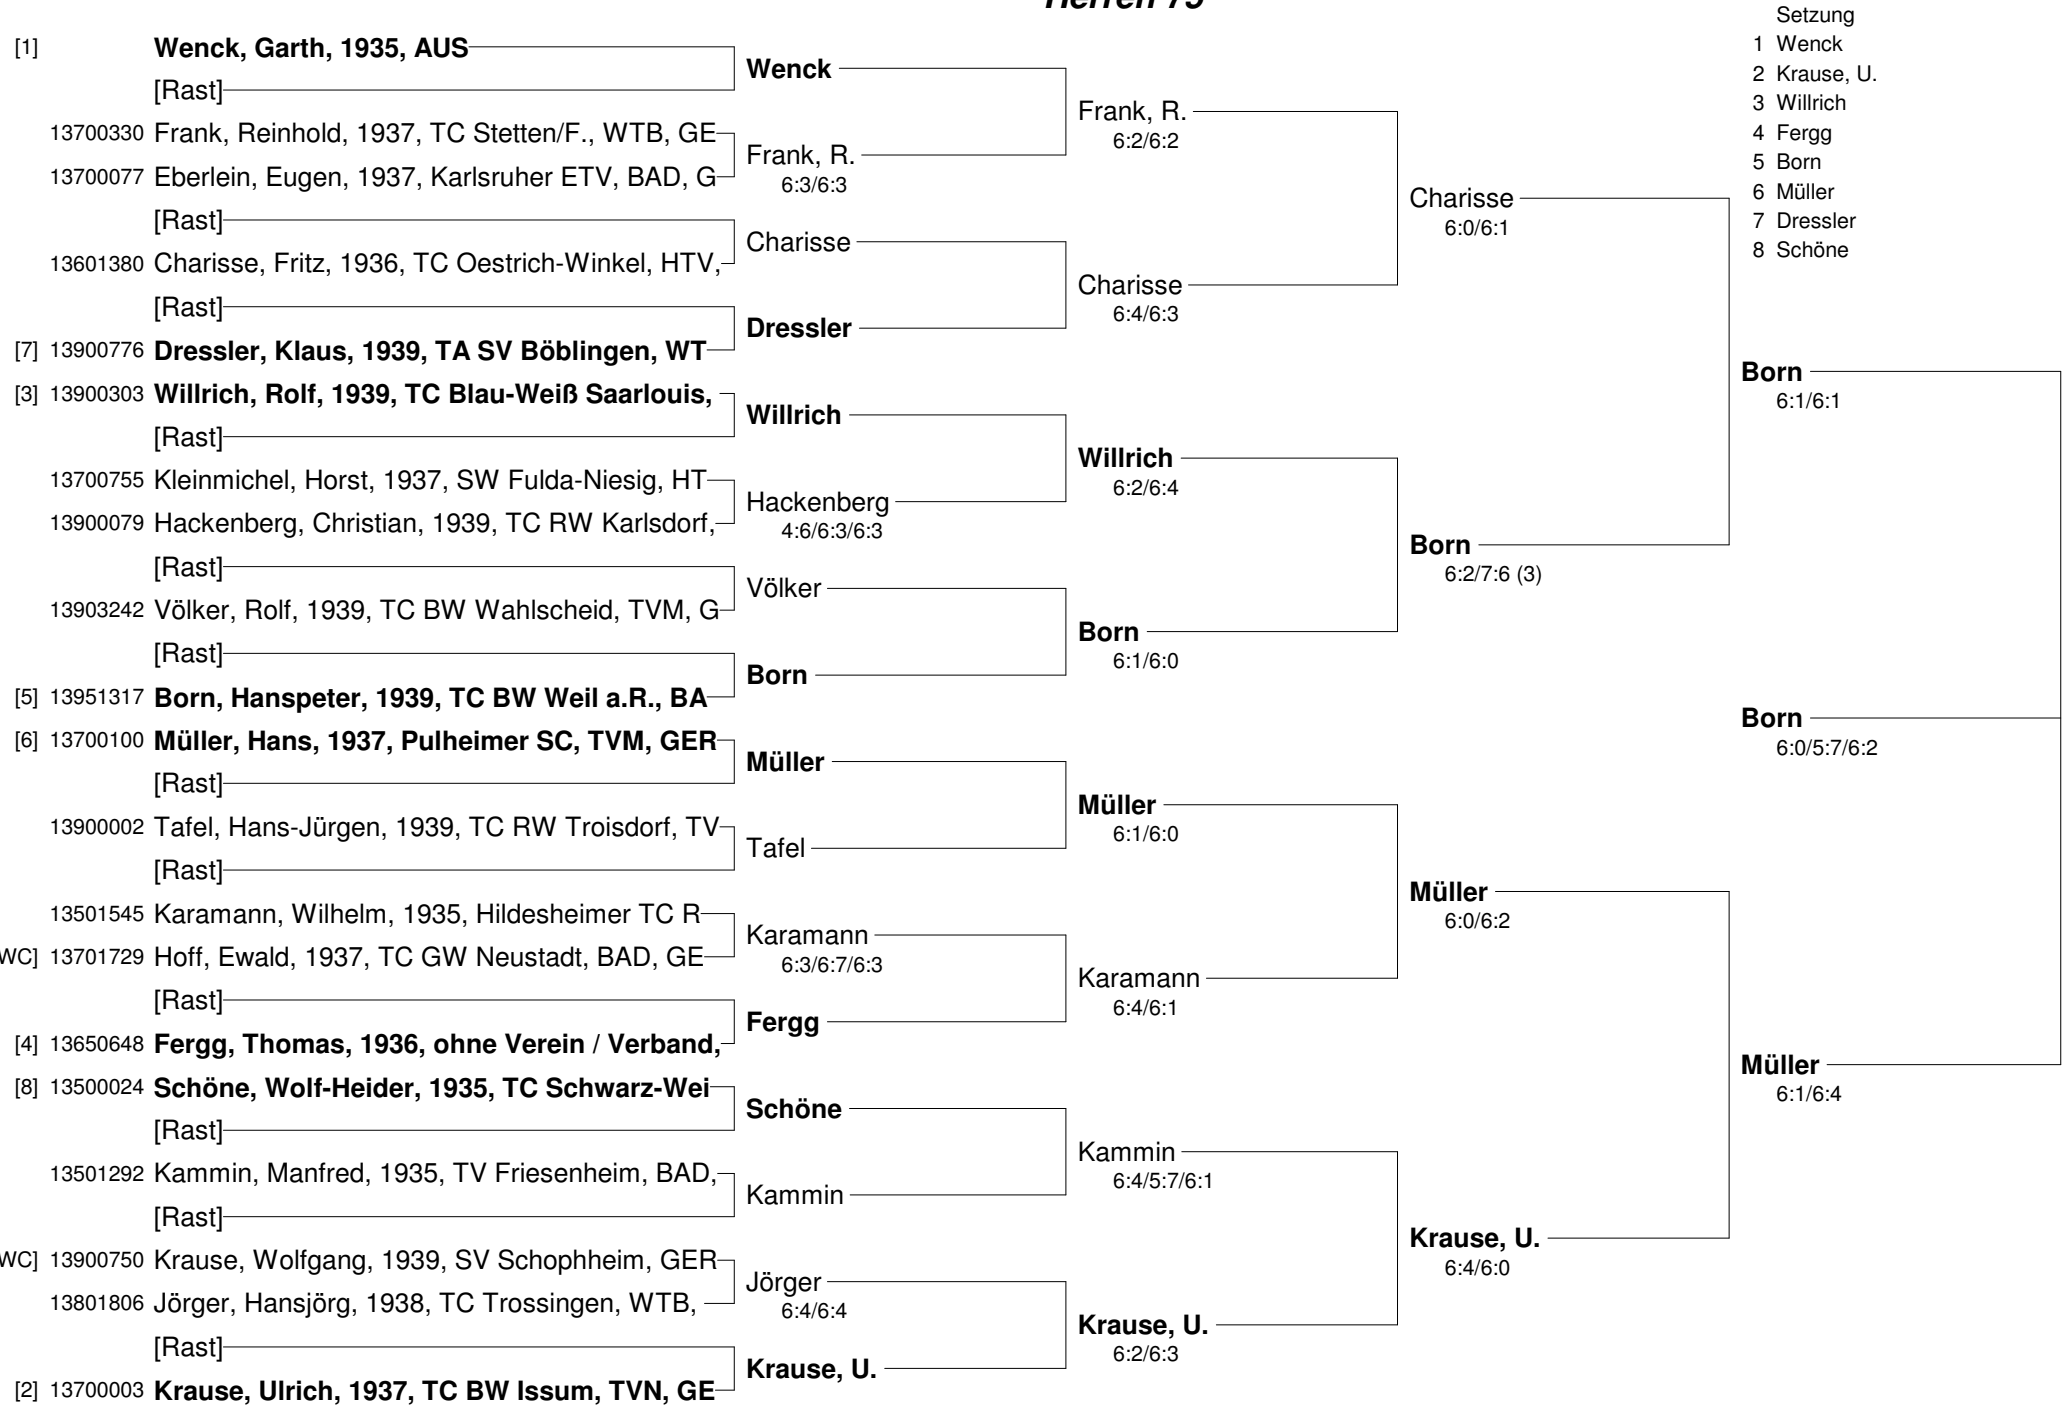 Herren 75
Setzung
1 Wenck
2 Krause, U.
3 Willrich
4 Fergg
5 Born
6 Müller
7 Dressler
8 Schöne
[1] Wenck, Garth, 1935, AUS
[Rast]
13700330 Frank, Reinhold, 1937, TC Stetten/F., WTB, GE
13700077 Eberlein, Eugen, 1937, Karlsruher ETV, BAD, G
[Rast]
13601380 Charisse, Fritz, 1936, TC Oestrich-Winkel, HTV,
[Rast]
[7] 13900776 Dressler, Klaus, 1939, TA SV Böblingen, WT
[3] 13900303 Willrich, Rolf, 1939, TC Blau-Weiß Saarlouis,
[Rast]
13700755 Kleinmichel, Horst, 1937, SW Fulda-Niesig, HT
13900079 Hackenberg, Christian, 1939, TC RW Karlsdorf,
[Rast]
13903242 Völker, Rolf, 1939, TC BW Wahlscheid, TVM, G
[Rast]
[5] 13951317 Born, Hanspeter, 1939, TC BW Weil a.R., BA
[6] 13700100 Müller, Hans, 1937, Pulheimer SC, TVM, GER
[Rast]
13900002 Tafel, Hans-Jürgen, 1939, TC RW Troisdorf, TV
[Rast]
13501545 Karamann, Wilhelm, 1935, Hildesheimer TC R
WC] 13701729 Hoff, Ewald, 1937, TC GW Neustadt, BAD, GE
[Rast]
[4] 13650648 Fergg, Thomas, 1936, ohne Verein / Verband,
[8] 13500024 Schöne, Wolf-Heider, 1935, TC Schwarz-Wei
[Rast]
13501292 Kammin, Manfred, 1935, TV Friesenheim, BAD,
[Rast]
WC] 13900750 Krause, Wolfgang, 1939, SV Schophheim, GER
13801806 Jörger, Hansjörg, 1938, TC Trossingen, WTB,
[Rast]
[2] 13700003 Krause, Ulrich, 1937, TC BW Issum, TVN, GE
Wenck
Frank, R.
6:3/6:3
Charisse
Dressler
Willrich
Hackenberg
4:6/6:3/6:3
Völker
Born
Müller
Tafel
Karamann
6:3/6:7/6:3
Fergg
Schöne
Kammin
Jörger
6:4/6:4
Krause, U.
Frank, R.
6:2/6:2
Charisse
6:4/6:3
Willrich
6:2/6:4
Born
6:1/6:0
Müller
6:1/6:0
Karamann
6:4/6:1
Kammin
6:4/5:7/6:1
Krause, U.
6:2/6:3
Charisse
6:0/6:1
Born
6:2/7:6 (3)
Müller
6:0/6:2
Krause, U.
6:4/6:0
Born
6:1/6:1
Born
6:0/5:7/6:2
Müller
6:1/6:4